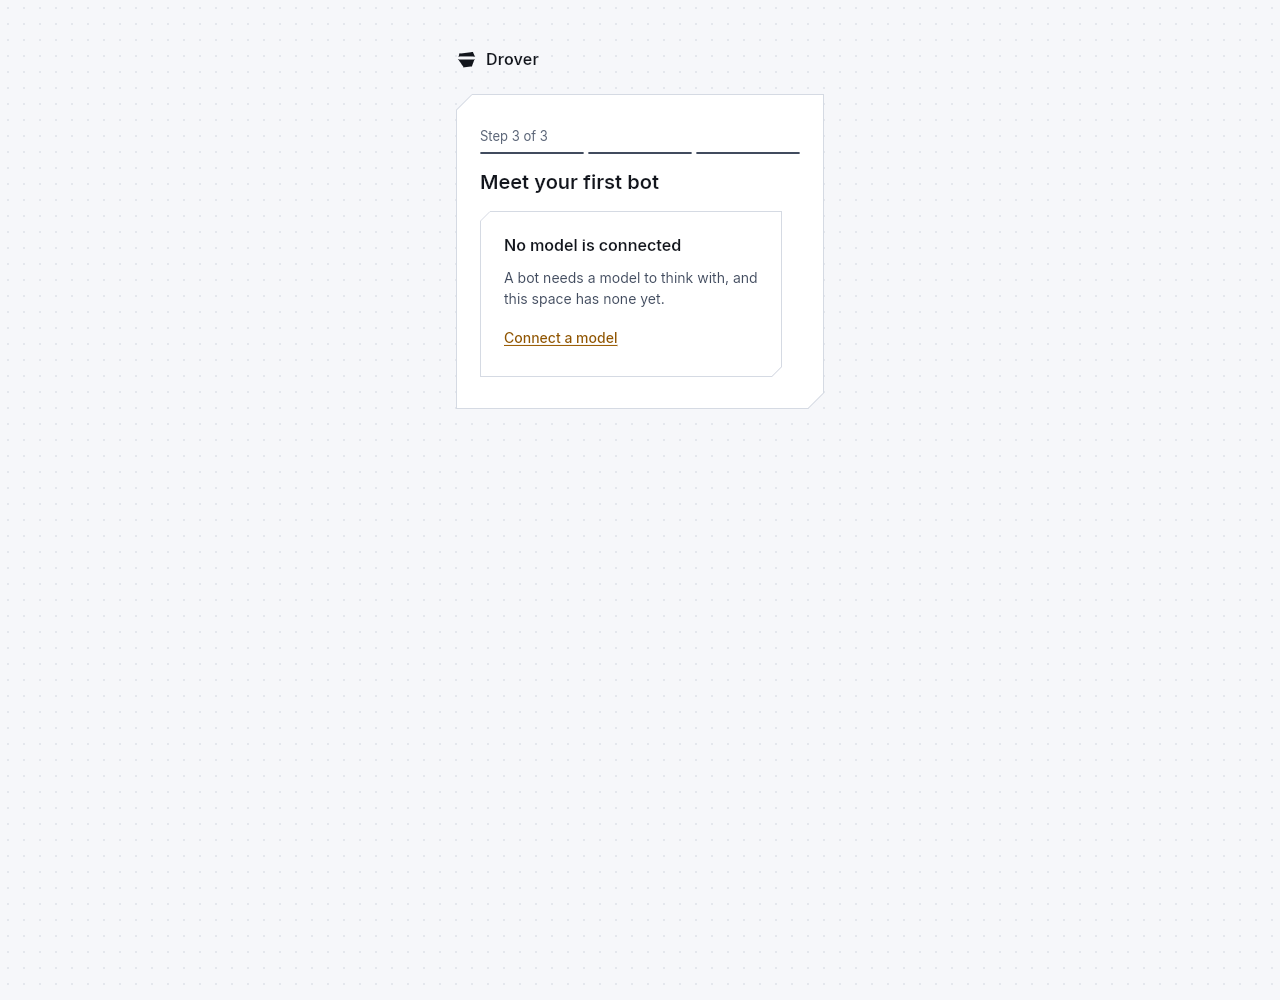 Drover
Step 3 of 3
Meet your first bot
No model is connected
A bot needs a model to think with, and
this space has none yet.
Connect a model